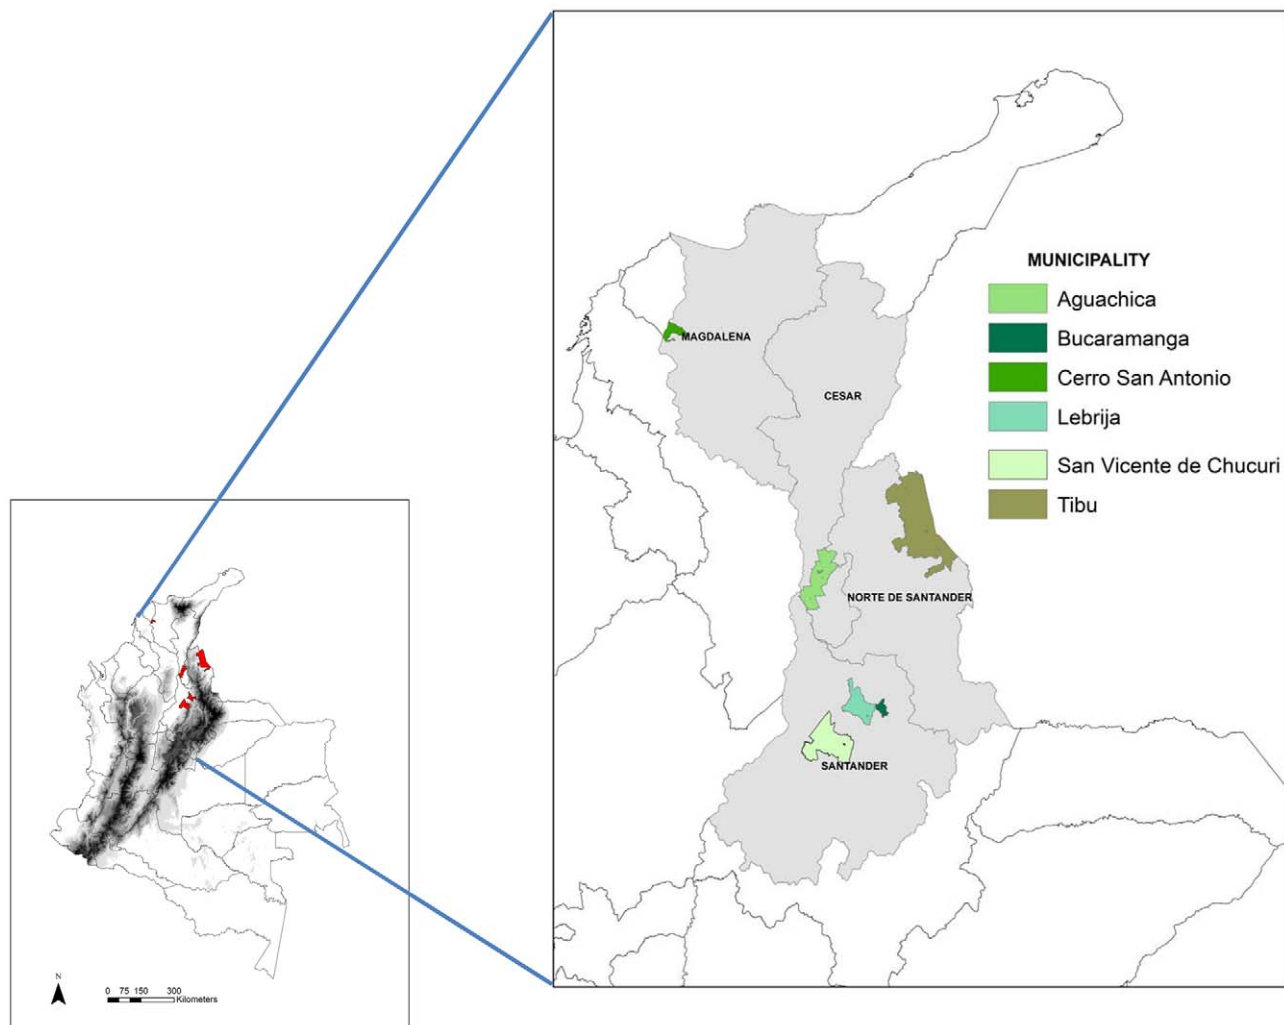 MUNICIPALITY
Aguachica
Bucaramanga
Cerro San Antonio
Lebrija
San Vicente de Chucuri
Tibu
MAGDALENA
CESAR
NORTE DE SANTANDER
SANTANDER
N
0 75 150 300
Kilometers